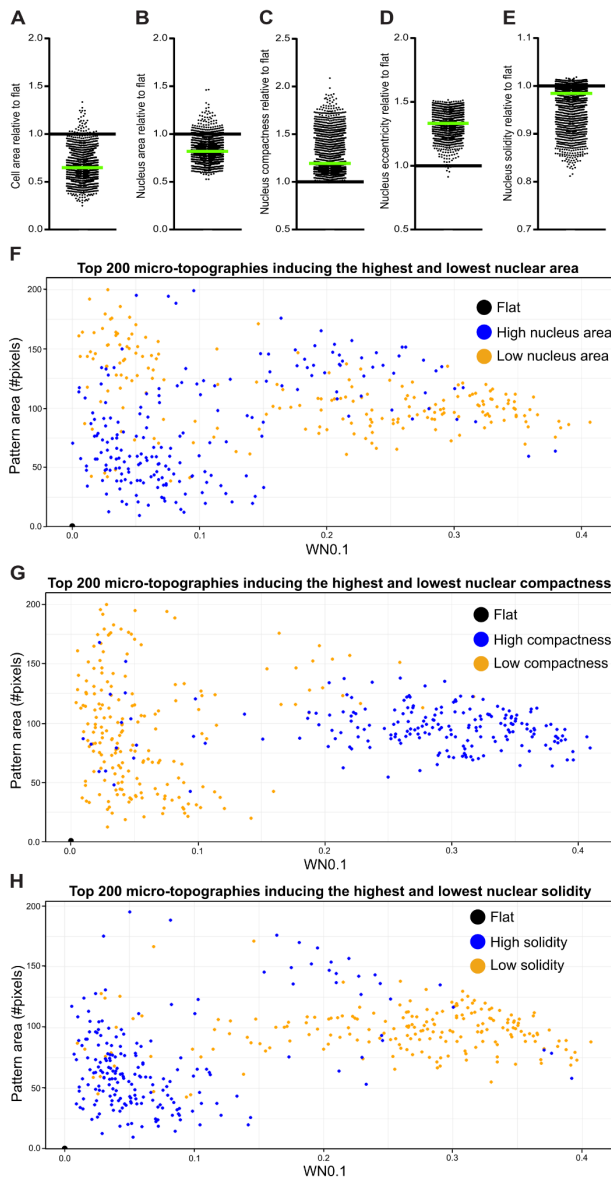 A
B
C
D
E
Cell area relative to flat
2.0
1.5
1.0
0.5
0.0
Nucleus area relative to flat
2.0
1.5
1.0
0.5
0.0
Nucleus compactness relative to flat
2.5
2.0
1.5
1.0
0.5
Nucleus eccentricity relative to flat
2.0
1.5
1.0
0.5
Nucleus solidity relative to flat
1.1
1.0
0.9
0.8
0.7
F
Top 200 micro-topographies inducing the highest and lowest nuclear area
Pattern area (#pixels)
200
150
100
50
0.0
Flat
High nucleus area
Low nucleus area
0.0 0.1 0.2 0.3 0.4
WN0.1
G
Top 200 micro-topographies inducing the highest and lowest nuclear compactness
Pattern area (#pixels)
200
150
100
50
0.0
Flat
High compactness
Low compactness
0.0 0.1 0.2 0.3 0.4
WN0.1
H
Top 200 micro-topographies inducing the highest and lowest nuclear solidity
Pattern area (#pixels)
200
150
100
50
0.0
Flat
High solidity
Low solidity
0.0 0.1 0.2 0.3 0.4
WN0.1